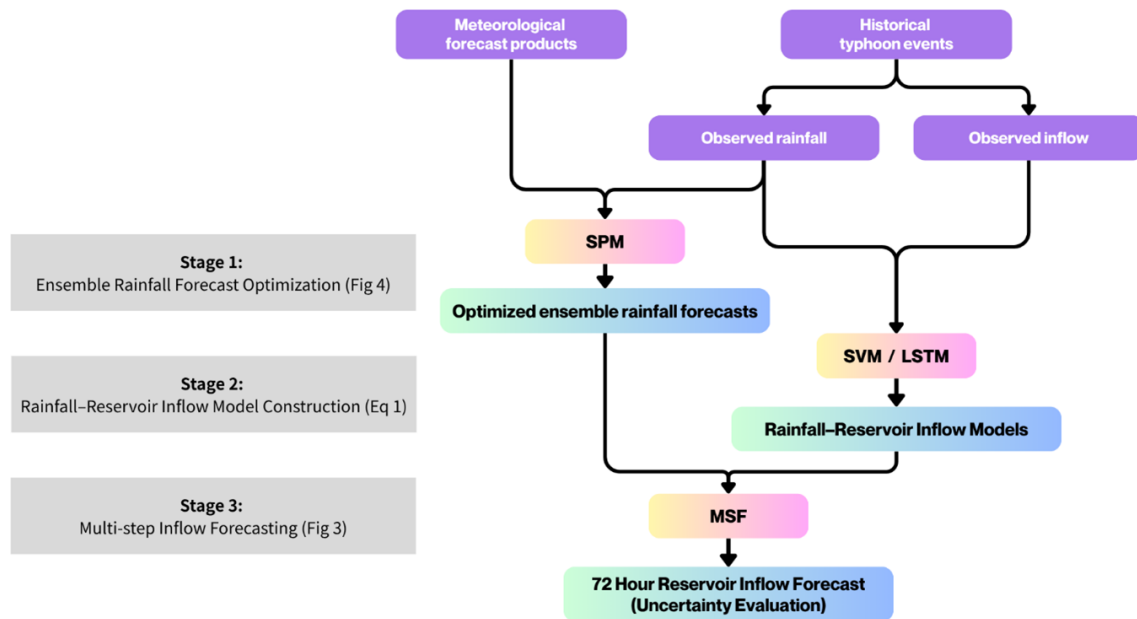 Meteorological
forecast products
Historical
typhoon events
Observed rainfall
Observed inflow
SPM
Stage 1:
Ensemble Rainfall Forecast Optimization (Fig 4)
Optimized ensemble rainfall forecasts
SVM / LSTM
Stage 2:
Rainfall–Reservoir Inflow Model Construction (Eq 1)
Rainfall–Reservoir Inflow Models
Stage 3:
Multi-step Inflow Forecasting (Fig 3)
MSF
72 Hour Reservoir Inflow Forecast
(Uncertainty Evaluation)